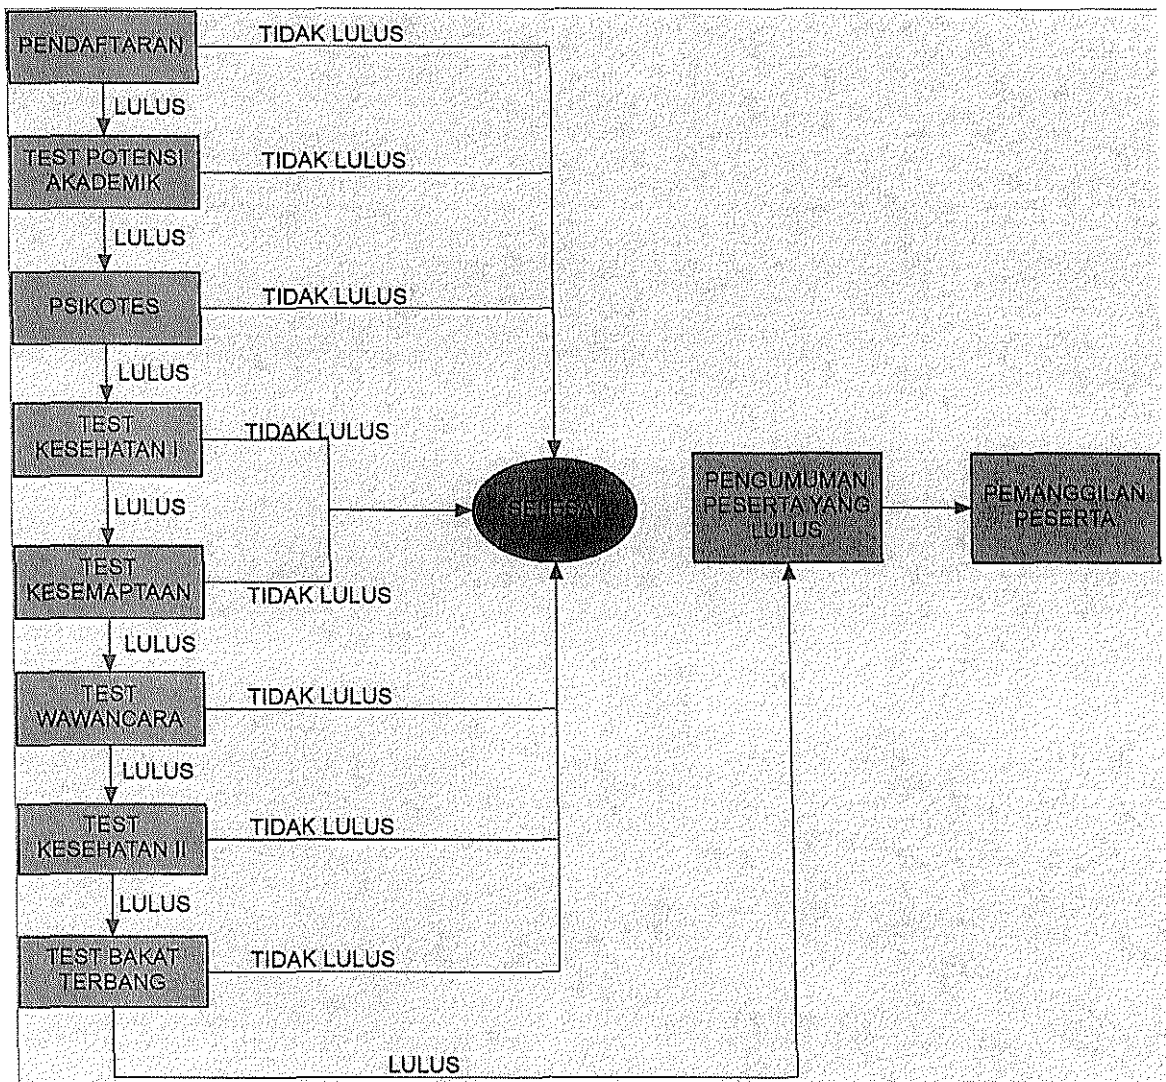 PENDAFTARAN
TIDAK LULUS
LULUS
TEST POTENSI
AKADEMIK
TIDAK LULUS
LULUS
PSIKOTES
TIDAK LULUS
LULUS
TEST
KESEHATAN I
TIDAK LULUS
LULUS
SELESAI
PENGUMUMAN
PESERTA YANG
LULUS
PEMANGGILAN
PESERTA
TEST
KESEMAPTAAN
TIDAK LULUS
LULUS
TEST
WAWANCARA
TIDAK LULUS
LULUS
TEST
KESEHATAN II
TIDAK LULUS
LULUS
TEST BAKAT
TERBANG
TIDAK LULUS
LULUS